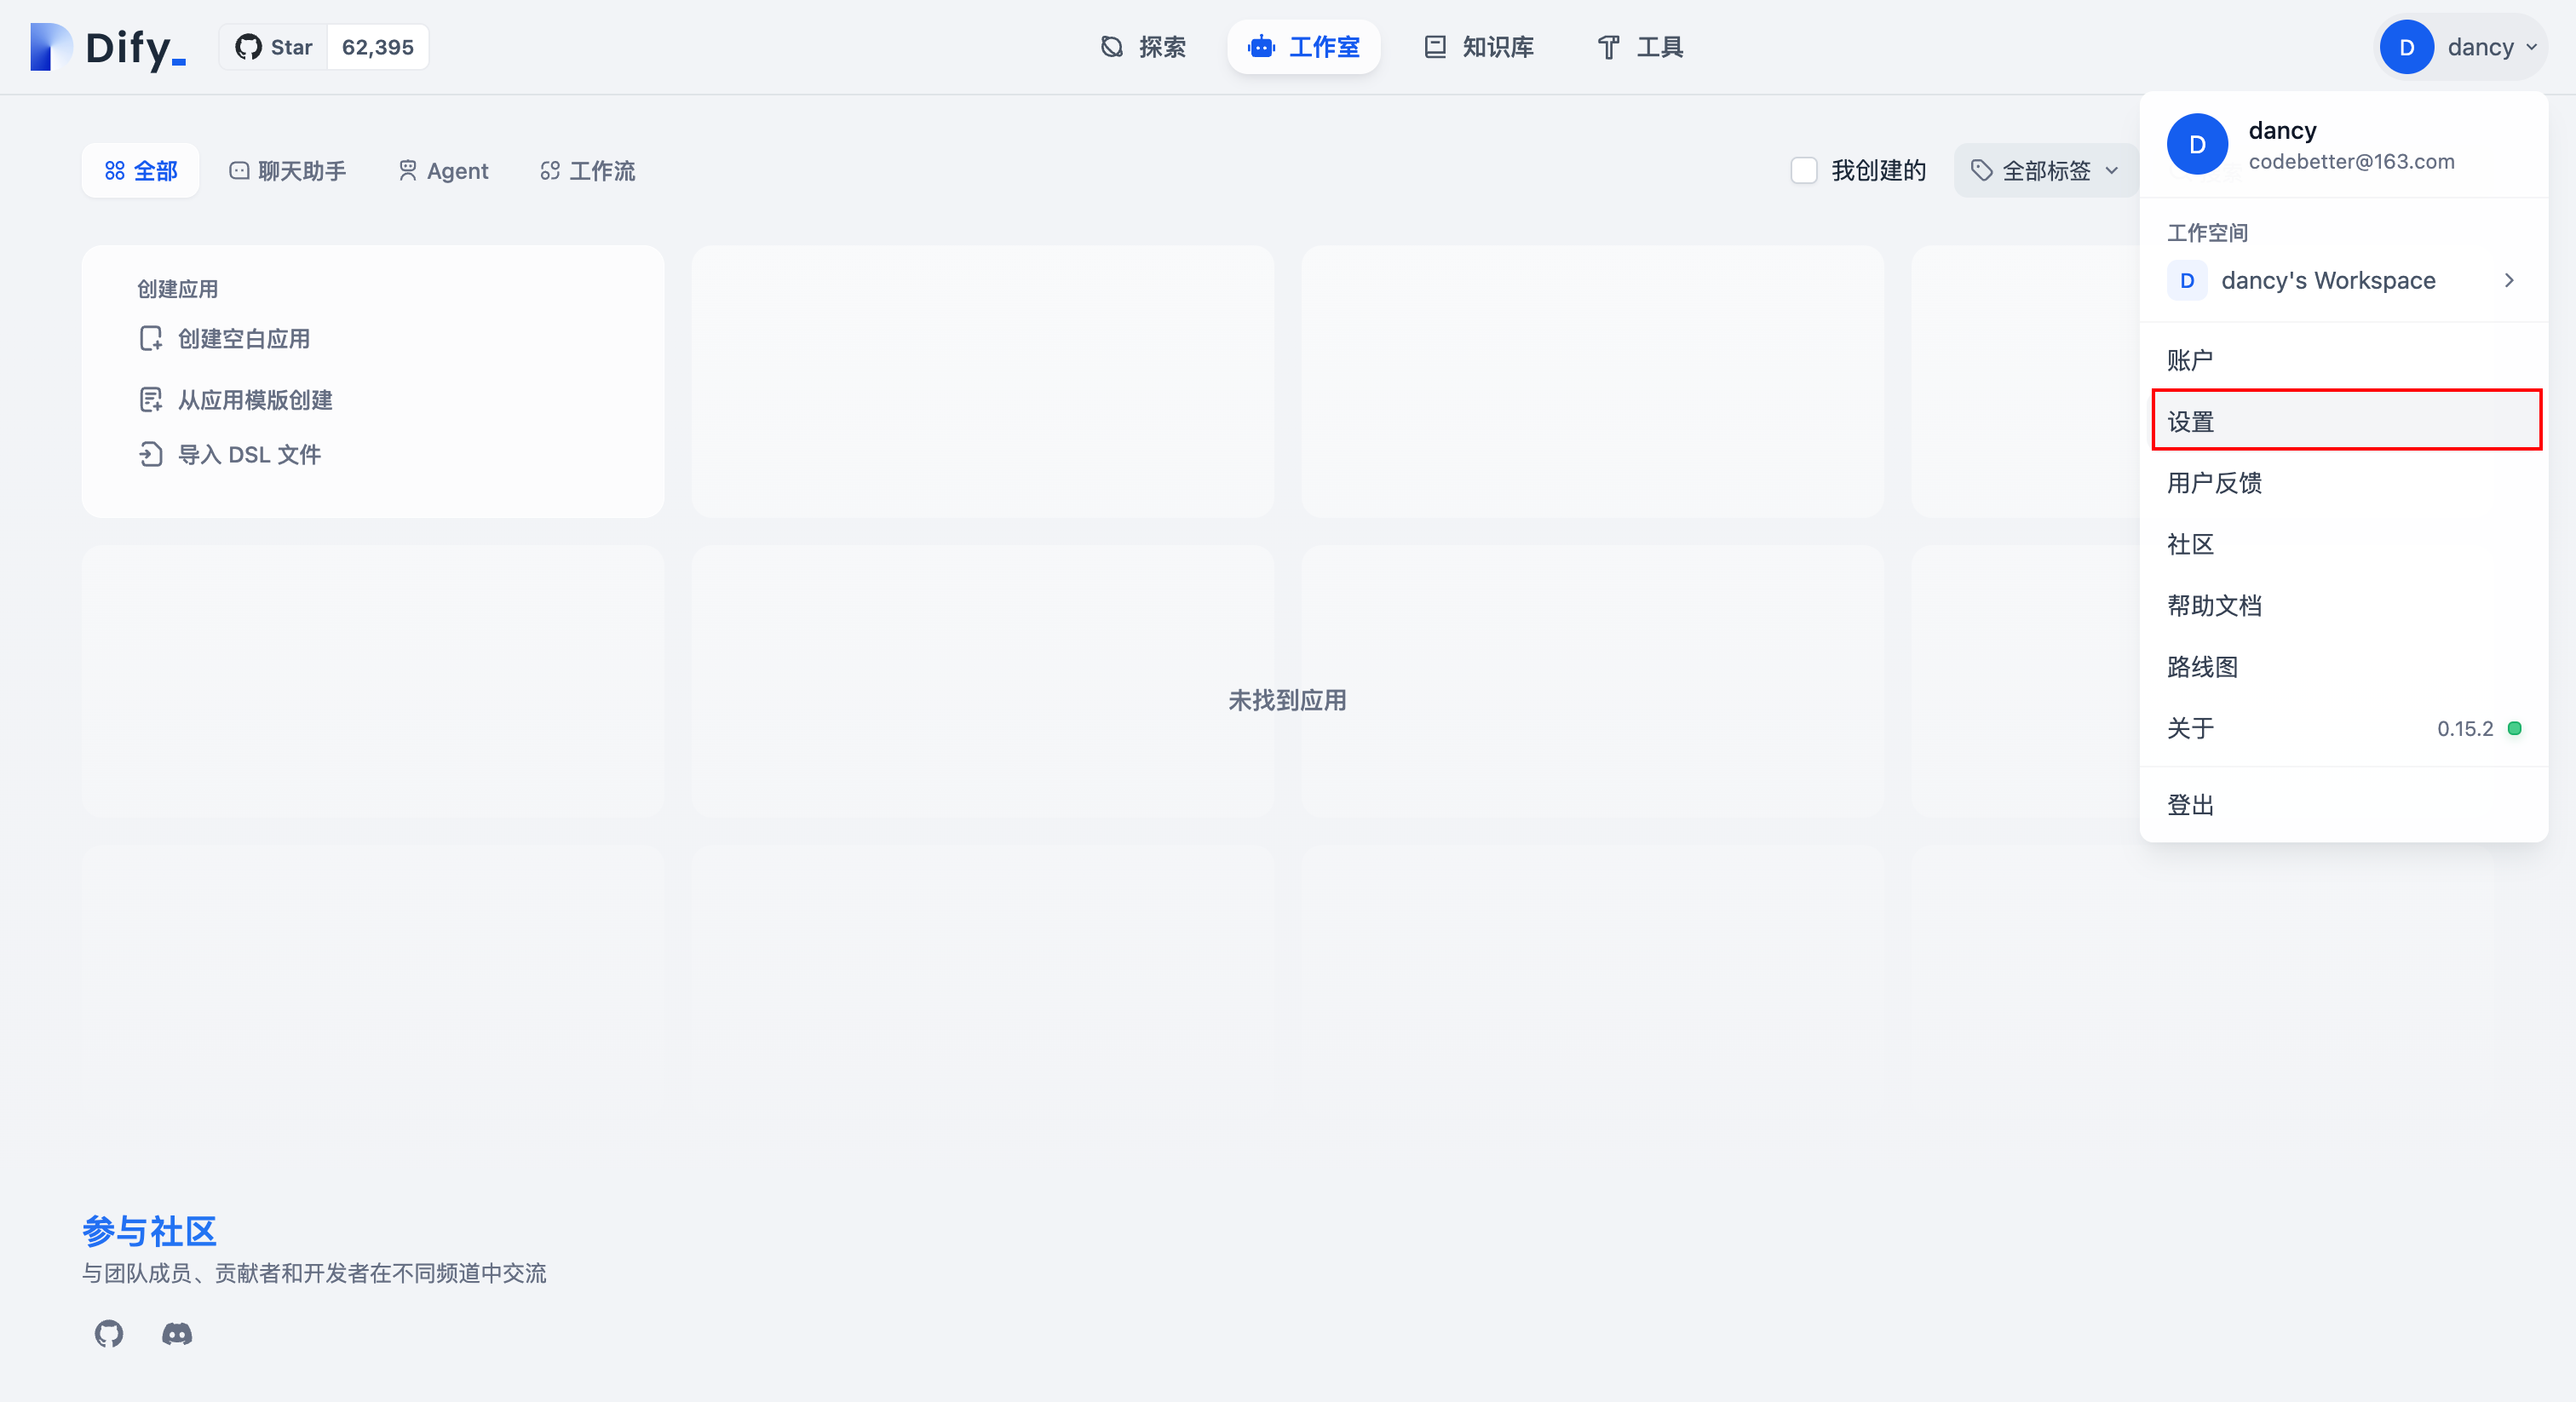 Dify_
Star 62,395
探索 工作室 知识库 工具
D dancy
全部 聊天助手 Agent 工作流
我创建的 全部标签
创建应用
创建空白应用
从应用模版创建
导入 DSL 文件
未找到应用
D dancy
codebetter@163.com
工作空间
D dancy's Workspace
账户
设置
用户反馈
社区
帮助文档
路线图
关于 0.15.2
登出
参与社区
与团队成员、贡献者和开发者在不同频道中交流